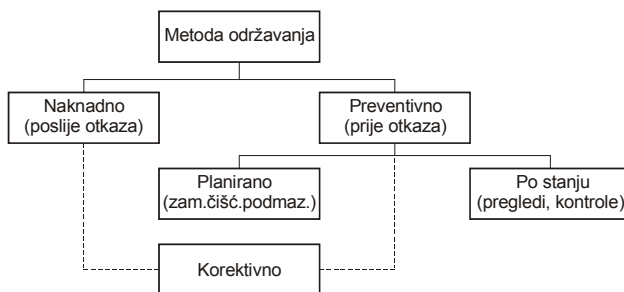 Metoda održavanja
Naknadno
(poslije otkaza)
Preventivno
(prije otkaza)
Planirano
(zam.čišć.podmaz.)
Po stanju
(pregledi, kontrole)
Korektivno